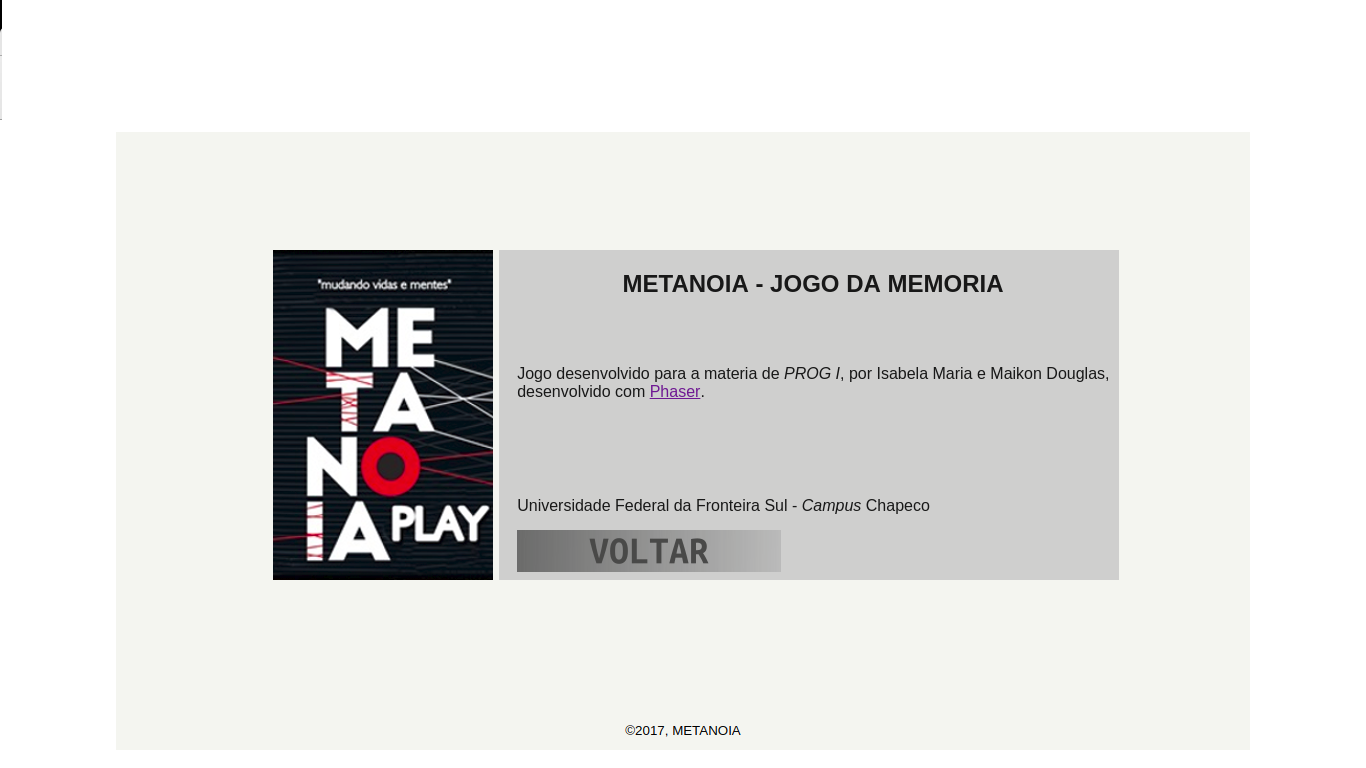 "mudando vidas e mentes"
ME
TA
NO
IA PLAY
METANOIA - JOGO DA MEMORIA
Jogo desenvolvido para a materia de PROG I, por Isabela Maria e Maikon Douglas,
desenvolvido com Phaser.
Universidade Federal da Fronteira Sul - Campus Chapeco
VOLTAR
©2017, METANOIA